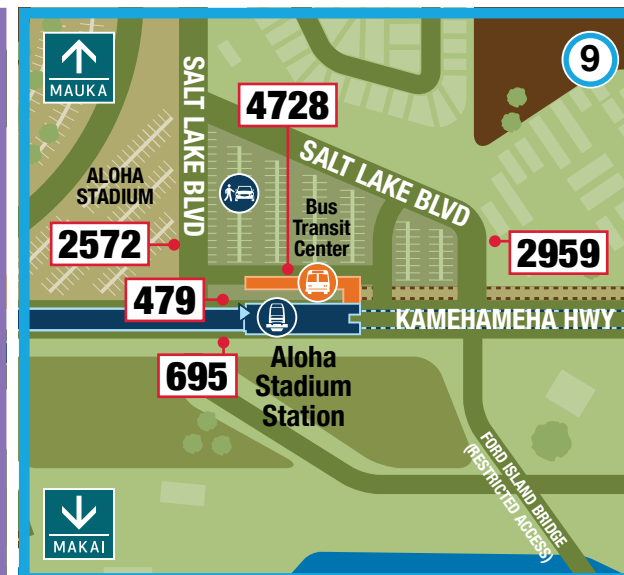 MAUKA
9
SALT LAKE BLVD
4728
SALT LAKE BLVD
ALOHA
STADIUM
Bus
Transit
Center
2572
2959
479
KAMEHAMEHA HWY
695
Aloha
Stadium
Station
FORD ISLAND BRIDGE
(RESTRICTED ACCESS)
MAKAI